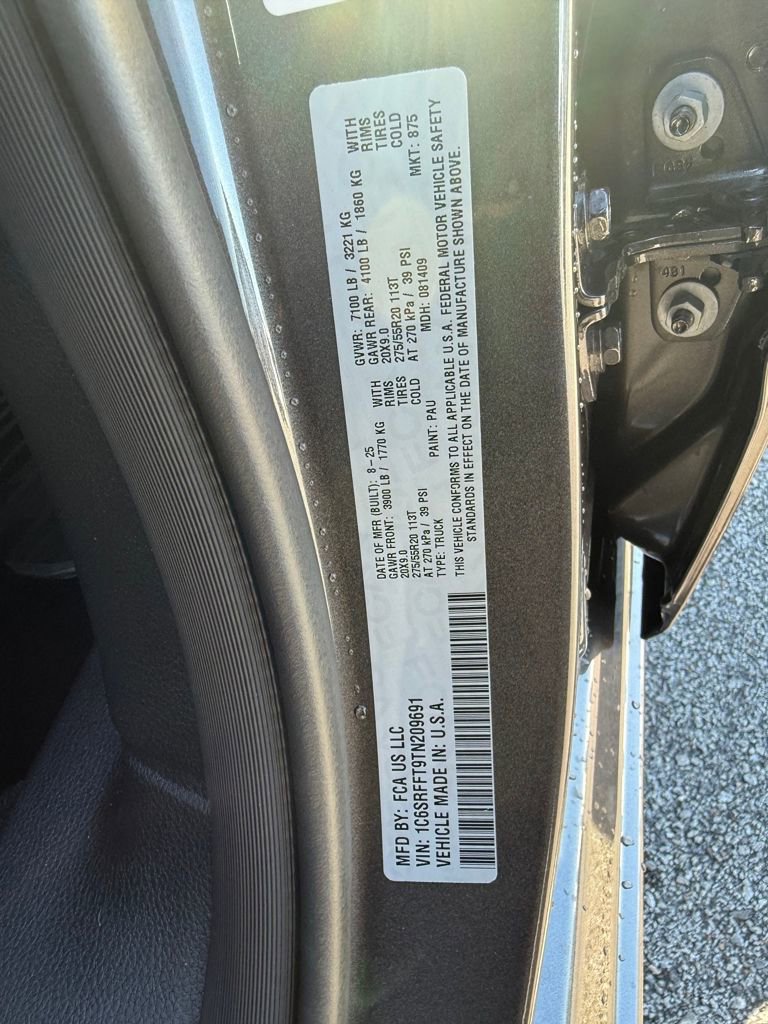 MFD BY: FCA US LLC
VIN: 1C6SRFFT9TN209691
VEHICLE MADE IN: U.S.A.
DATE OF MFR (BUILT): 8-25
GAWR FRONT: 3900 LB / 1770 KG WITH
20X9.0 RIMS
275/55R20 113T TIRES
AT 270 kPa / 39 PSI COLD
TYPE: TRUCK PAINT: PAU
GVWR: 7100 LB / 3221 KG
GAWR REAR: 4100 LB / 1860 KG WITH
20X9.0 RIMS
275/55R20 113T TIRES
AT 270 kPa / 39 PSI COLD
MDH: 081409 MKT: 875
THIS VEHICLE CONFORMS TO ALL APPLICABLE U.S.A. FEDERAL MOTOR VEHICLE SAFETY
STANDARDS IN EFFECT ON THE DATE OF MANUFACTURE SHOWN ABOVE.
4B1